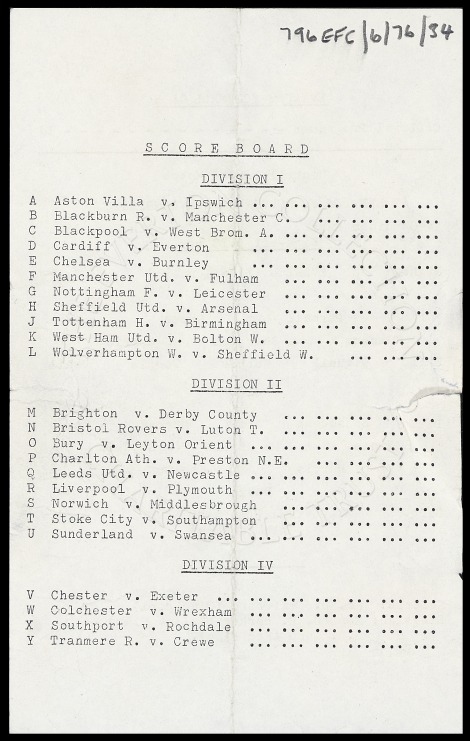 796EFC/6/76/34
SCORE BOARD
DIVISION I
A Aston Villa v. Ipswich ... ... ... ... ... ...
B Blackburn R. v. Manchester C. ... ... ... ...
C Blackpool v. West Brom. A. ... ... ... ... ...
D Cardiff v. Everton ... ... ... ... ... ...
E Chelsea v. Burnley ... ... ... ... ... ...
F Manchester Utd. v. Fulham ... ... ... ... ...
G Nottingham F. v. Leicester ... ... ... ... ...
H Sheffield Utd. v. Arsenal ... ... ... ... ...
J Tottenham H. v. Birmingham ... ... ... ... ...
K West Ham Utd. v. Bolton W. ... ... ... ... ...
L Wolverhampton W. v. Sheffield W. ... ... ...
DIVISION II
M Brighton v. Derby County ... ... ... ... ...
N Bristol Rovers v. Luton T. ... ... ... ... ...
O Bury v. Leyton Orient ... ... ... ... ... ...
P Charlton Ath. v. Preston N.E. ... ... ... ...
Q Leeds Utd. v. Newcastle ... ... ... ... ... ...
R Liverpool v. Plymouth ... ... ... ... ... ...
S Norwich v. Middlesbrough ... ... ... ... ...
T Stoke City v. Southampton ... ... ... ... ...
U Sunderland v. Swansea ... ... ... ... ... ...
DIVISION IV
V Chester v. Exeter ... ... ... ... ... ... ...
W Colchester v. Wrexham ... ... ... ... ... ...
X Southport v. Rochdale ... ... ... ... ... ...
Y Tranmere R. v. Crewe ... ... ... ... ... ...